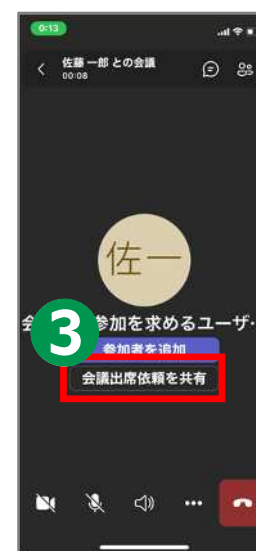 0:13
佐藤 一郎 との会議
00:08
佐一
会 参加を求めるユーザ・
3
参加者を追加
会議出席依頼を共有